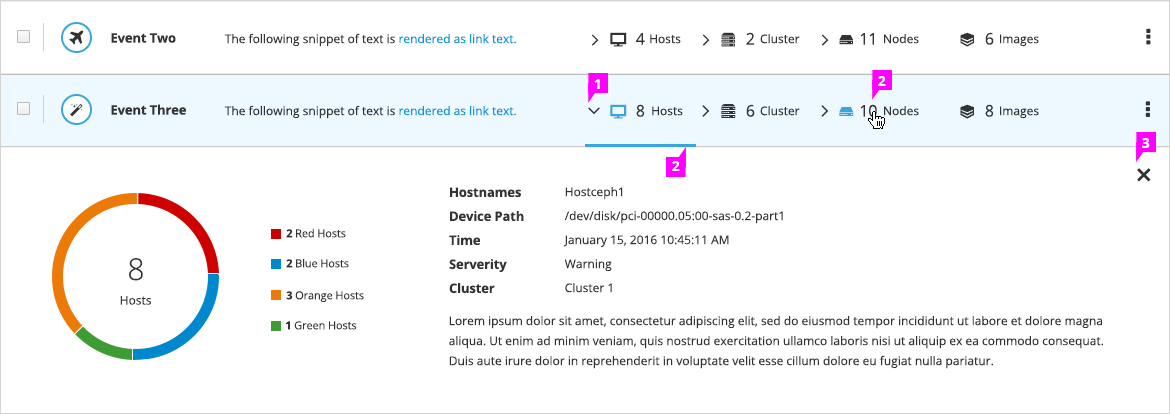 Event Two The following snippet of text is rendered as link text. 4 Hosts 2 Cluster 11 Nodes 6 Images
1 2
Event Three The following snippet of text is rendered as link text. 8 Hosts 6 Cluster 10 Nodes 8 Images
2 3
Hostnames Hostceph1
Device Path /dev/disk/pci-00000.05:00-sas-0.2-part1
Time January 15, 2016 10:45:11 AM
Serverity Warning
Cluster Cluster 1
8
Hosts
2 Red Hosts
2 Blue Hosts
3 Orange Hosts
1 Green Hosts
Lorem ipsum dolor sit amet, consectetur adipiscing elit, sed do eiusmod tempor incididunt ut labore et dolore magna
aliqua. Ut enim ad minim veniam, quis nostrud exercitation ullamco laboris nisi ut aliquip ex ea commodo consequat.
Duis aute irure dolor in reprehenderit in voluptate velit esse cillum dolore eu fugiat nulla pariatur.